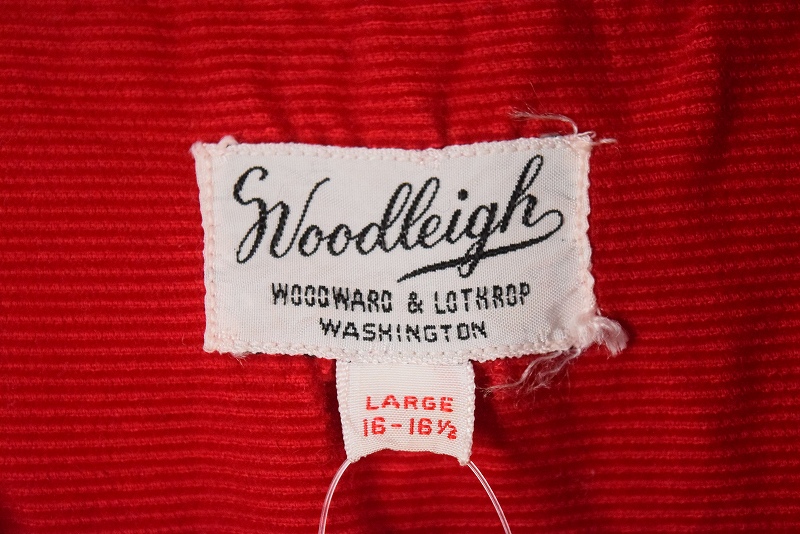 Woodleigh
WOODWARD & LOTHROP
WASHINGTON
LARGE
16-16½